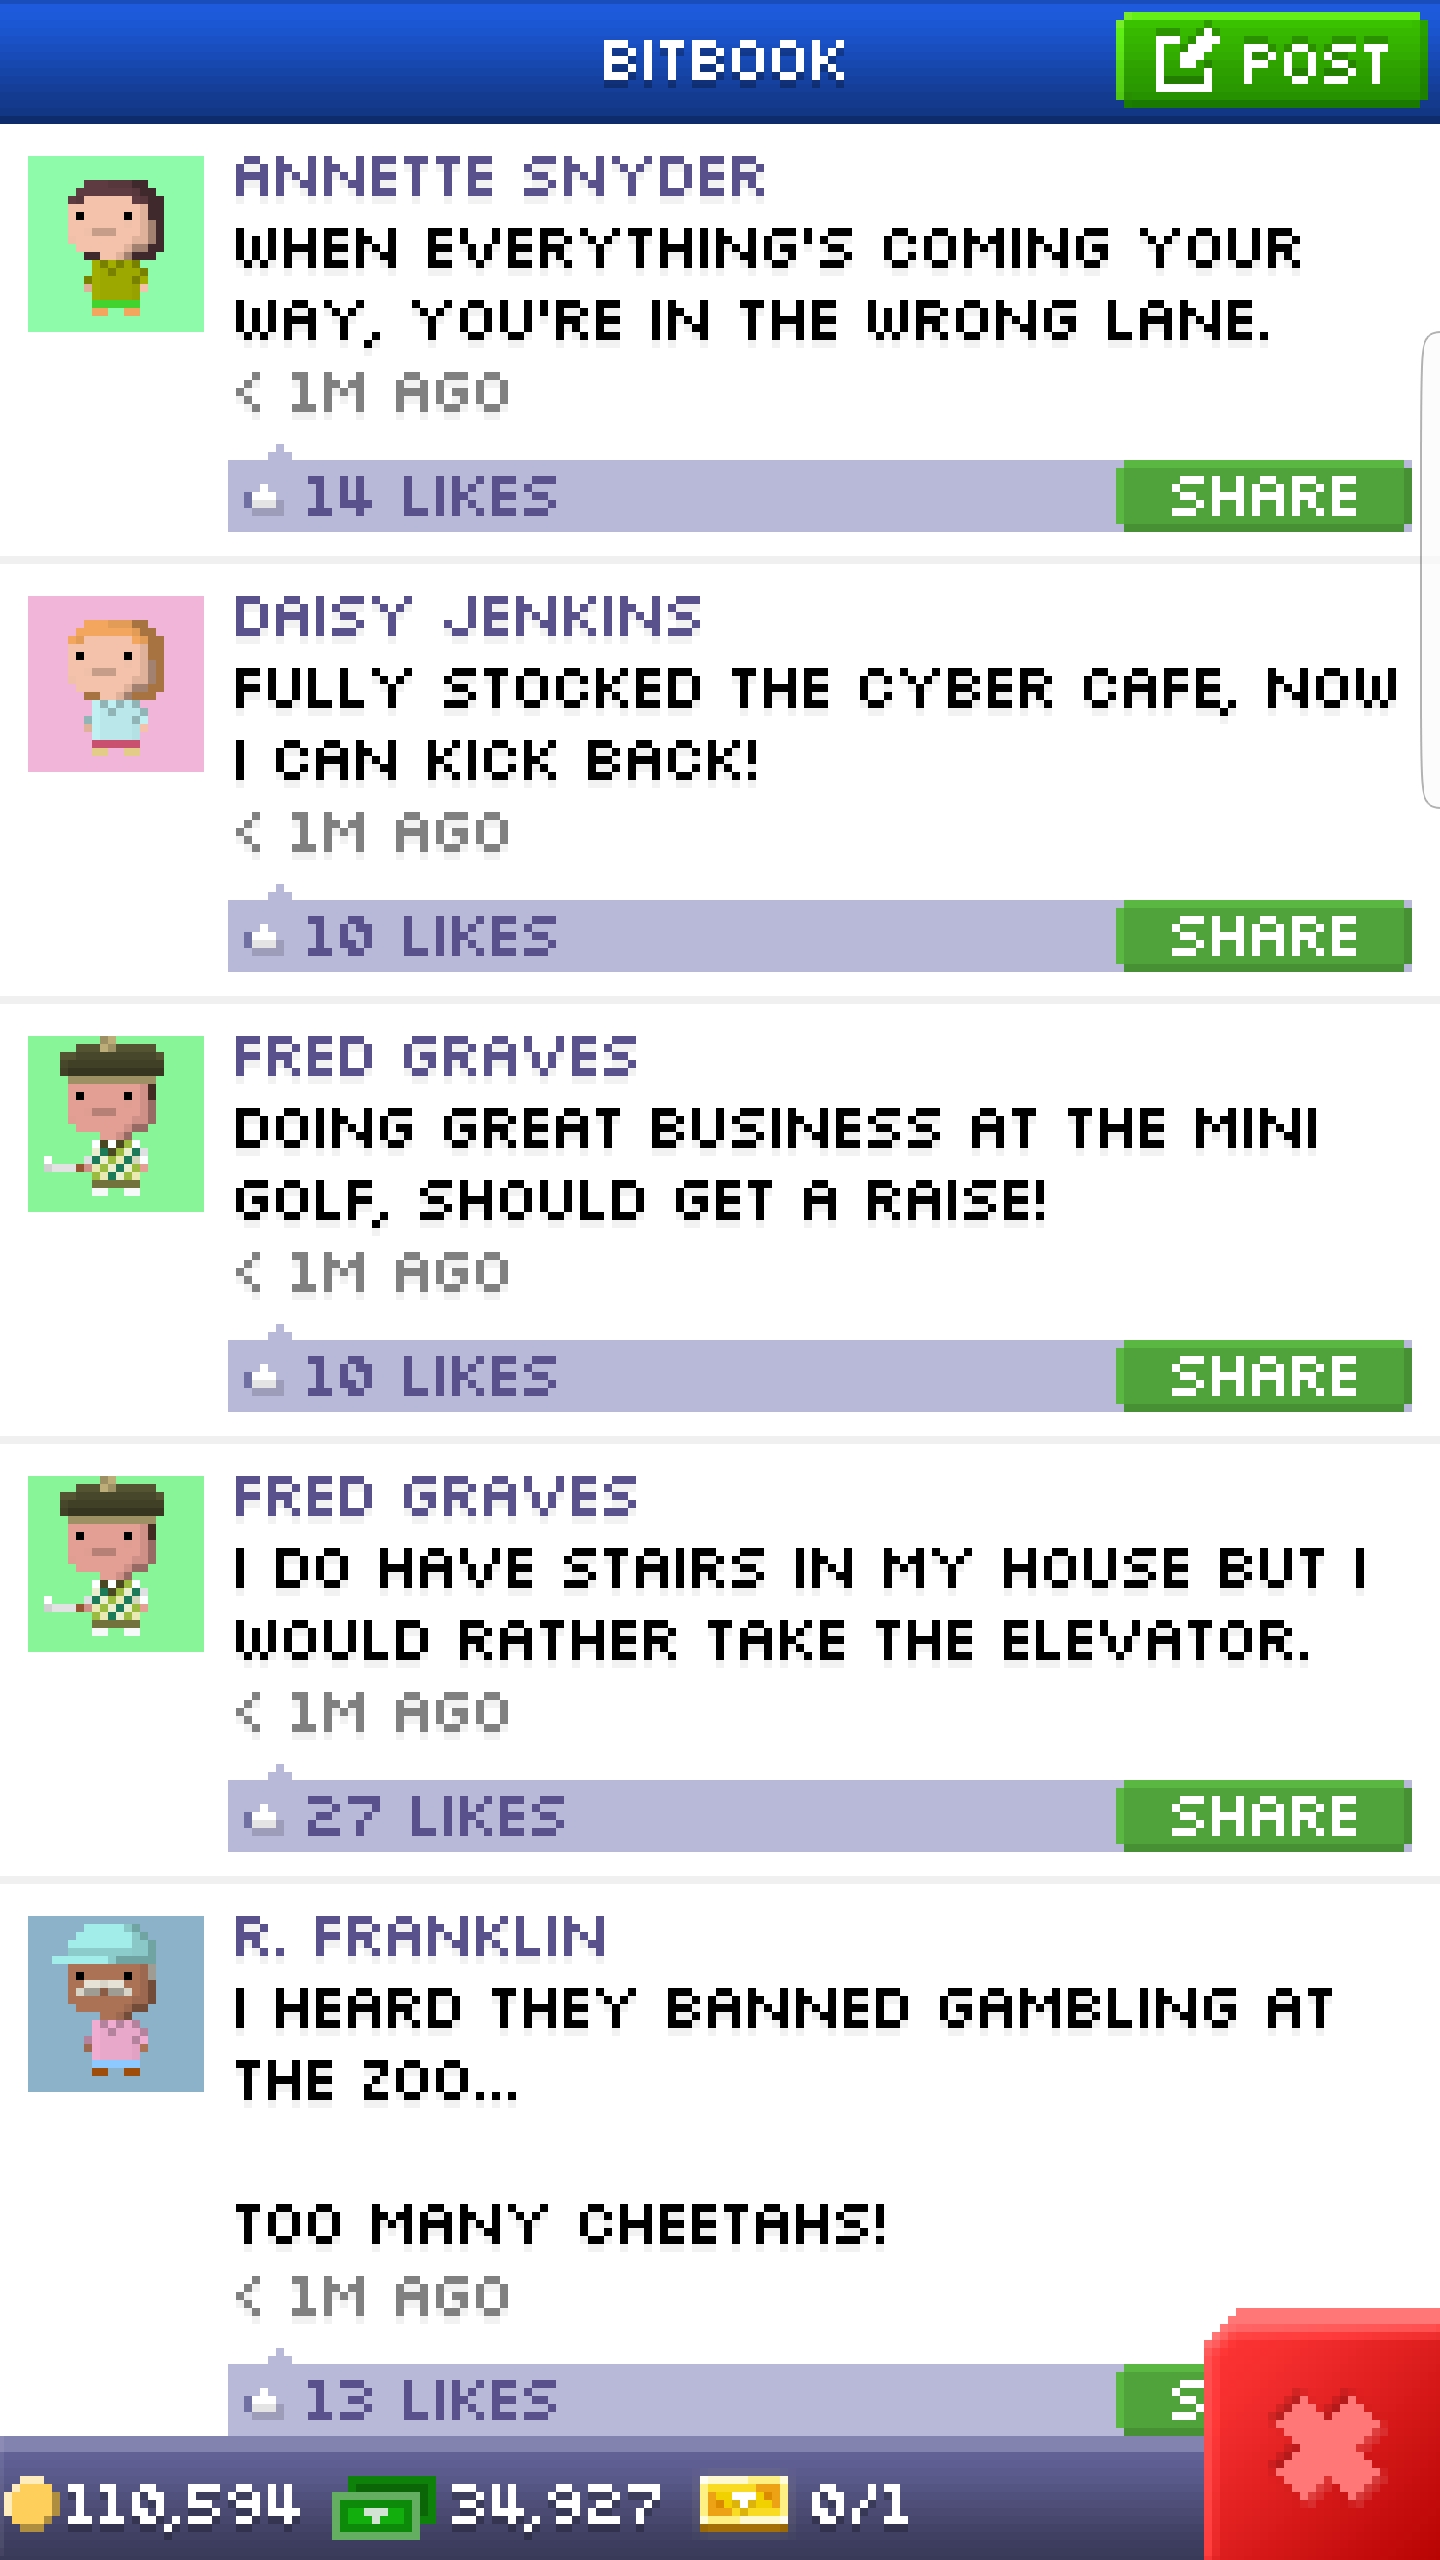 BITBOOK
POST
ANNETTE SNYDER
WHEN EVERYTHING'S COMING YOUR
WAY, YOU'RE IN THE WRONG LANE.
< 1M AGO
14 LIKES
SHARE
DAISY JENKINS
FULLY STOCKED THE CYBER CAFE, NOW
I CAN KICK BACK!
< 1M AGO
10 LIKES
SHARE
FRED GRAVES
DOING GREAT BUSINESS AT THE MINI
GOLF, SHOULD GET A RAISE!
< 1M AGO
10 LIKES
SHARE
FRED GRAVES
I DO HAVE STAIRS IN MY HOUSE BUT I
WOULD RATHER TAKE THE ELEVATOR.
< 1M AGO
27 LIKES
SHARE
R. FRANKLIN
I HEARD THEY BANNED GAMBLING AT
THE ZOO...
TOO MANY CHEETAHS!
< 1M AGO
13 LIKES
S
110,594
34,927
0/1